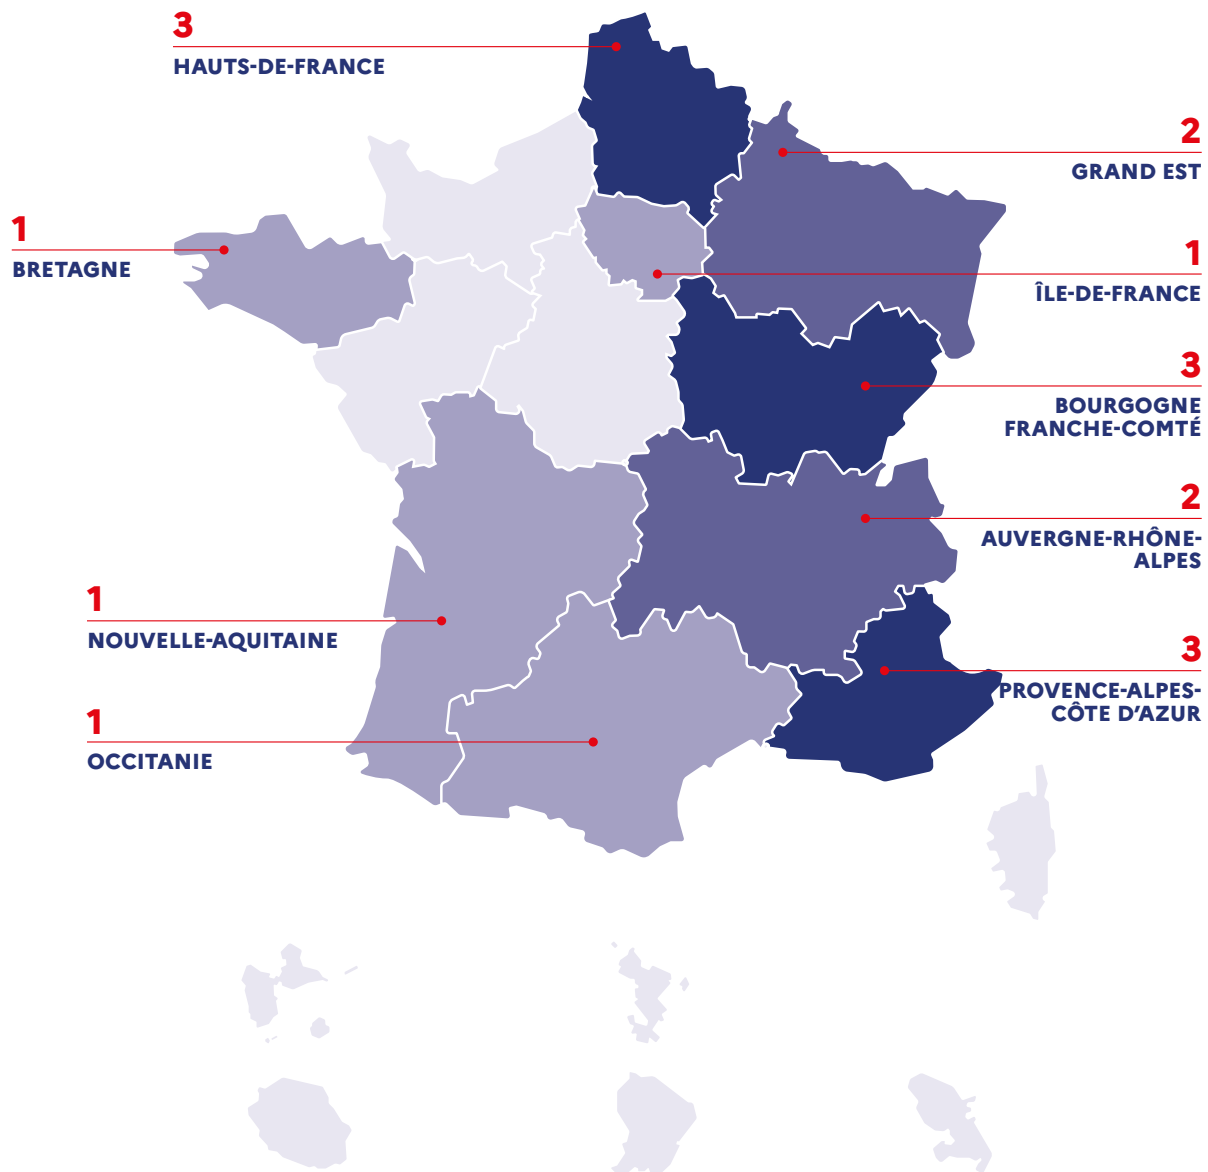 3
HAUTS-DE-FRANCE
2
GRAND EST
1
BRETAGNE
1
ÎLE-DE-FRANCE
3
BOURGOGNE
FRANCHE-COMTÉ
2
AUVERGNE-RHÔNE-
ALPES
1
NOUVELLE-AQUITAINE
3
PROVENCE-ALPES-
CÔTE D’AZUR
1
OCCITANIE